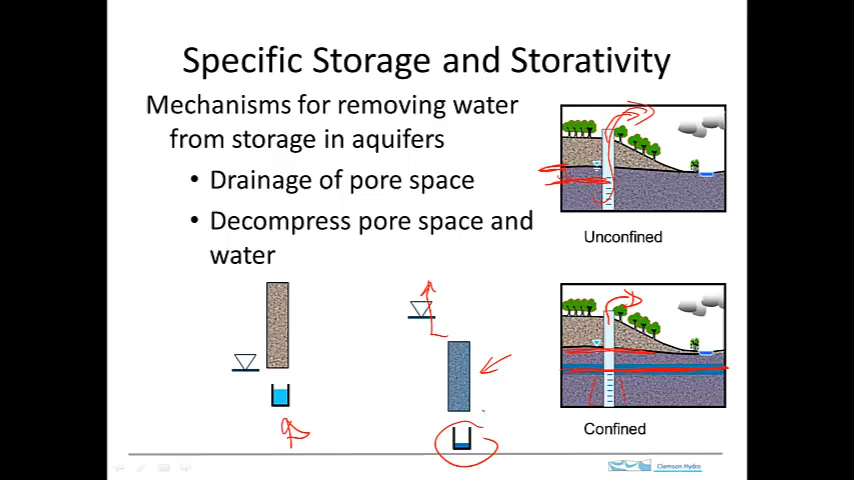 Specific Storage and Storativity
Mechanisms for removing water
from storage in aquifers
• Drainage of pore space
• Decompress pore space and
water
Unconfined
Confined
Clemson Hydro